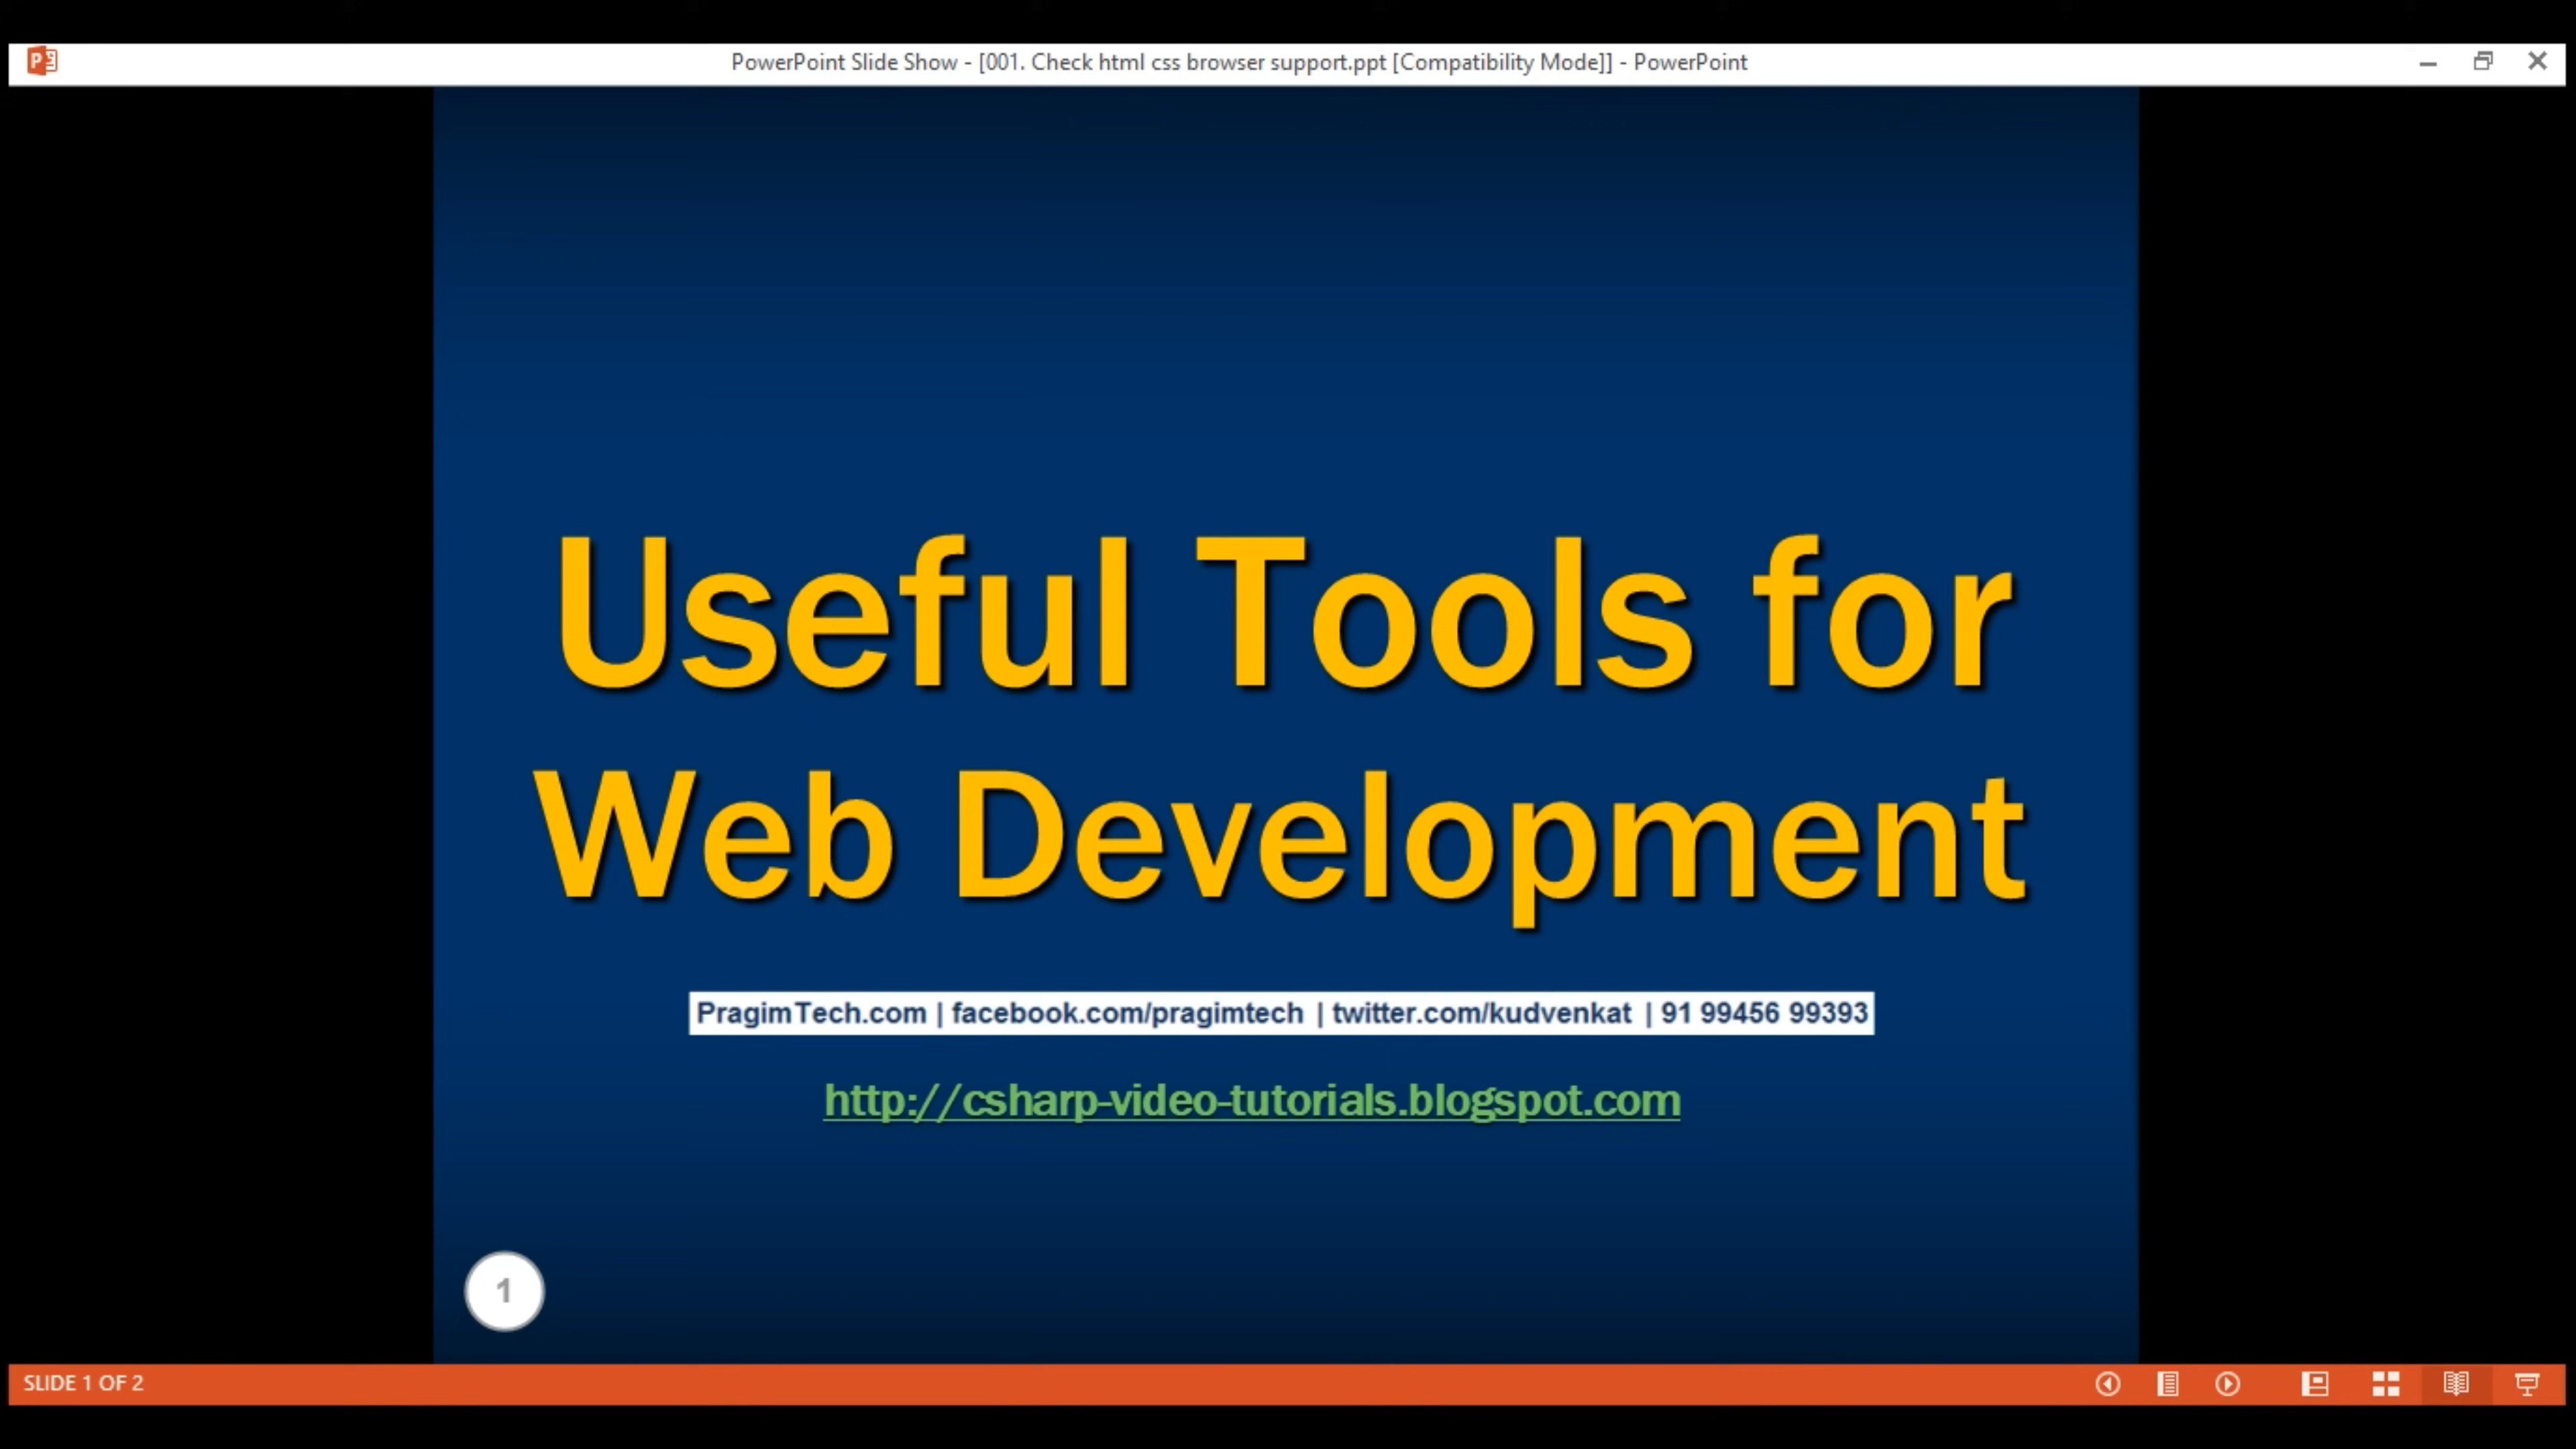 PowerPoint Slide Show - [001. Check html css browser support.ppt [Compatibility Mode]] - PowerPoint
Useful Tools for
Web Development
PragimTech.com | facebook.com/pragimtech | twitter.com/kudvenkat | 91 99456 99393
http://csharp-video-tutorials.blogspot.com
1
SLIDE 1 OF 2